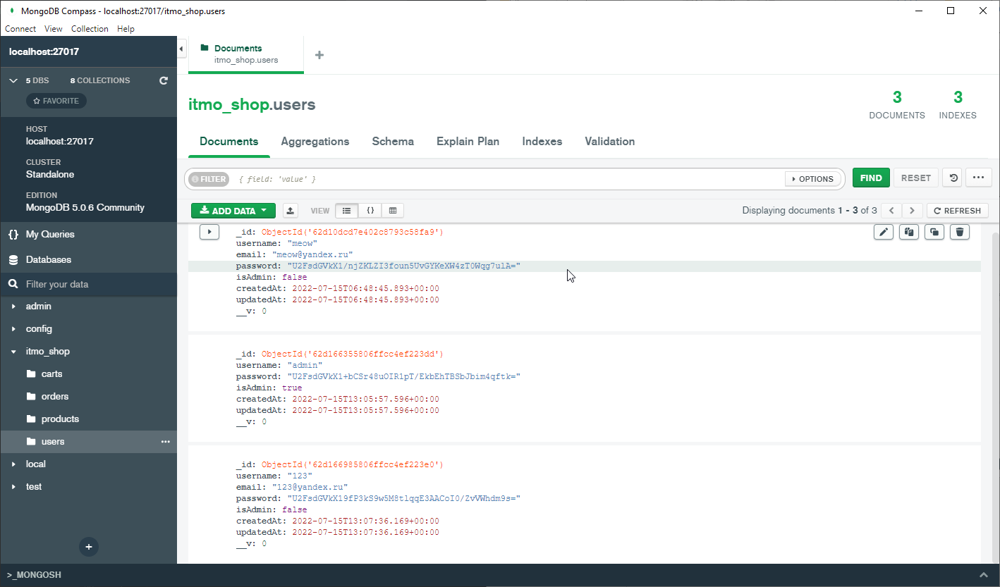 MongoDB Compass - localhost:27017/itmo_shop.users
Connect View Collection Help
localhost:27017
5 DBS 8 COLLECTIONS
FAVORITE
HOST
localhost:27017
CLUSTER
Standalone
EDITION
MongoDB 5.0.6 Community
{} My Queries
Databases
Filter your data
admin
config
itmo_shop
carts
orders
products
users
local
test
+
Documents
itmo_shop.users
+
itmo_shop.users
3
DOCUMENTS
3
INDEXES
Documents Aggregations Schema Explain Plan Indexes Validation
FILTER { field: 'value' } OPTIONS FIND RESET
ADD DATA VIEW {} Displaying documents 1 - 3 of 3 < > REFRESH
_id: ObjectId('62d10dcd7e402c8793c58fa9')
username: "meow"
email: "meow@yandex.ru"
password: "U2FsdGVkX1/njZKLZI3foun5UvGYKeXW4zT0Wqg7ulA="
isAdmin: false
createdAt: 2022-07-15T06:48:45.893+00:00
updatedAt: 2022-07-15T06:48:45.893+00:00
__v: 0
_id: ObjectId('62d166355806ffcc4ef223dd')
username: "admin"
password: "U2FsdGVkX1+bCSr48uOIR1pT/EkbEhTBSbJbim4qftk="
isAdmin: true
createdAt: 2022-07-15T13:05:57.596+00:00
updatedAt: 2022-07-15T13:05:57.596+00:00
__v: 0
_id: ObjectId('62d166985806ffcc4ef223e0')
username: "123"
email: "123@yandex.ru"
password: "U2FsdGVkX19fP3kS9w5M8tlqgE3AACoI0/ZvVWhdm9s="
isAdmin: false
createdAt: 2022-07-15T13:07:36.169+00:00
updatedAt: 2022-07-15T13:07:36.169+00:00
__v: 0
>_MONGOSH